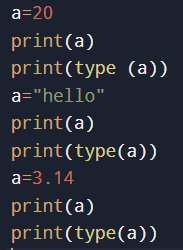 a=20
print(a)
print(type (a))
a="hello"
print(a)
print(type(a))
a=3.14
print(a)
print(type(a))